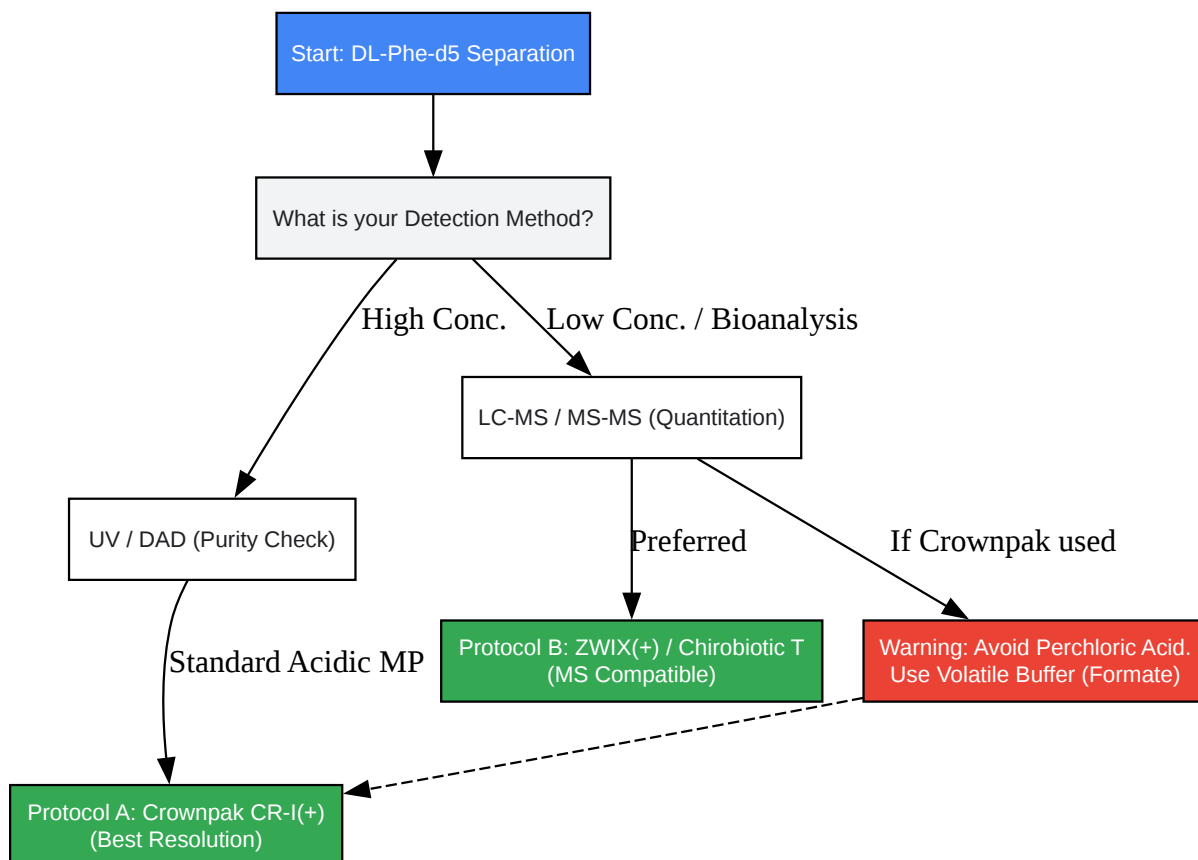 Start: DL-Phe-d5 Separation
What is your Detection Method?
High Conc.
Low Conc. / Bioanalysis
LC-MS / MS-MS (Quantitation)
UV / DAD (Purity Check)
Preferred
If Crownpak used
Protocol B: ZWIX(+) / Chirobiotic T
(MS Compatible)
Warning: Avoid Perchloric Acid.
Use Volatile Buffer (Formate)
Standard Acidic MP
Protocol A: Crownpak CR-I(+)
(Best Resolution)